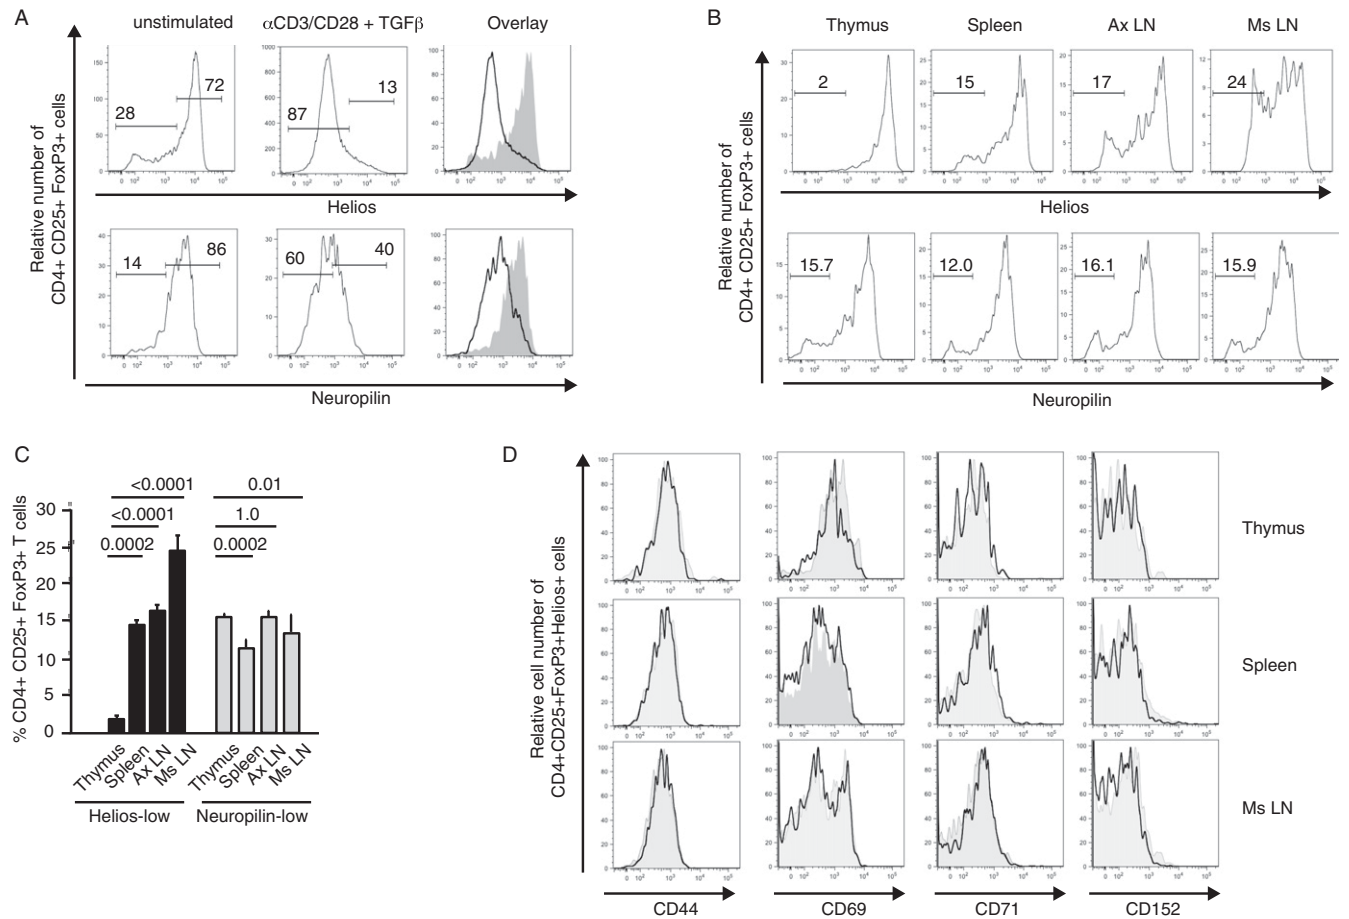 A
unstimulated
αCD3/CD28 + TGFβ
Overlay
Relative number of
CD4+ CD25+ FoxP3+ cells
28
72
87
13
Helios
14
86
60
40
Neuropilin
B
Thymus
Spleen
Ax LN
Ms LN
Relative number of
CD4+ CD25+ FoxP3+ cells
2
15
17
24
Helios
15.7
12.0
16.1
15.9
Neuropilin
C
% CD4+ CD25+ FoxP3+ T cells
30
25
20
15
10
5
0
<0.0001
<0.0001
0.0002
0.01
1.0
0.0002
Thymus
Spleen
Ax LN
Ms LN
Thymus
Spleen
Ax LN
Ms LN
Helios-low
Neuropilin-low
D
Relative cell number of
CD4+CD25+FoxP3+Helios+ cells
Thymus
Spleen
Ms LN
CD44
CD69
CD71
CD152